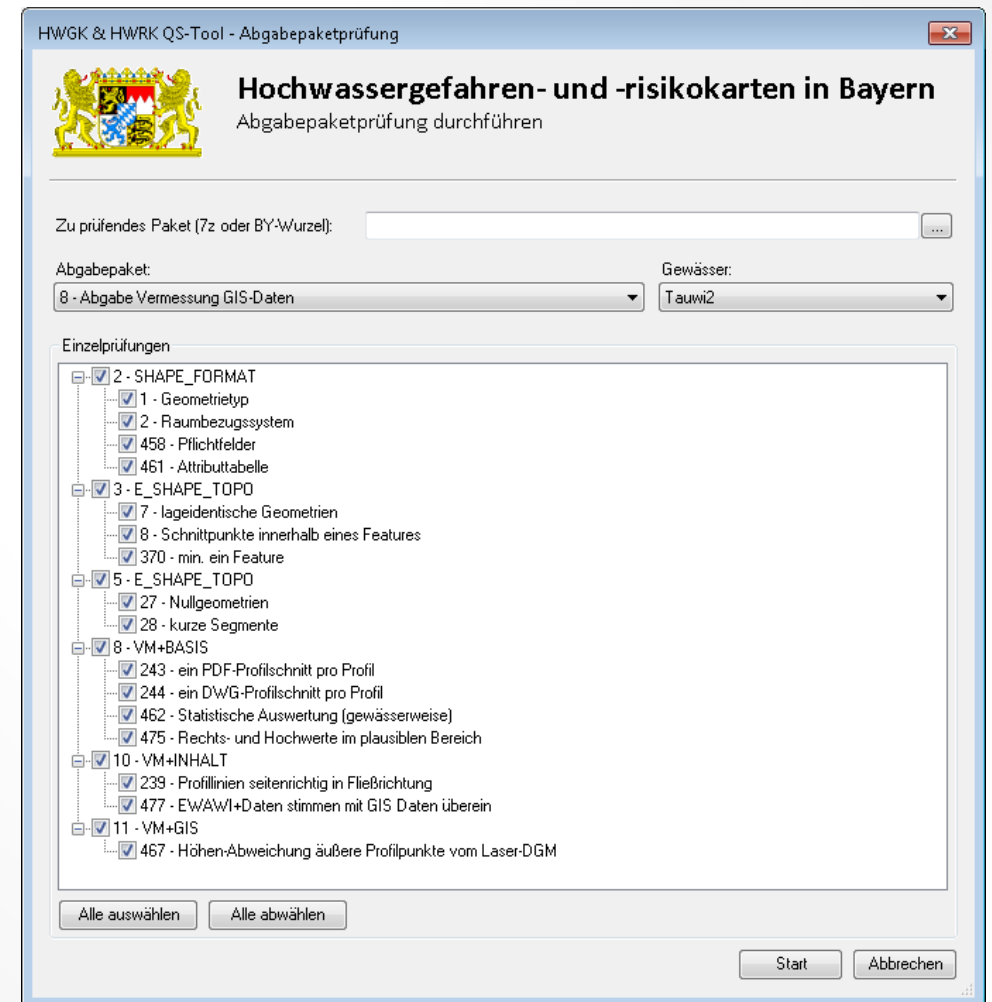 HWGK & HWRK QS-Tool - Abgabepaketprüfung
Hochwassergefahren- und -risikokarten in Bayern
Abgabepaketprüfung durchführen
Zu prüfendes Paket (7z oder BY-Wurzel):
...
Abgabepaket:
Gewässer:
8 - Abgabe Vermessung GIS-Daten
Tauwi2
Einzelprüfungen
2 - SHAPE_FORMAT
1 - Geometrietyp
2 - Raumbezugssystem
458 - Pflichtfelder
461 - Attributtabelle
3 - E_SHAPE_TOPO
7 - lageidentische Geometrien
8 - Schnittpunkte innerhalb eines Features
370 - min. ein Feature
5 - E_SHAPE_TOPO
27 - Nullgeometrien
28 - kurze Segmente
8 - VM+BASIS
243 - ein PDF-Profilschnitt pro Profil
244 - ein DWG-Profilschnitt pro Profil
462 - Statistische Auswertung (gewässerweise)
475 - Rechts- und Hochwerte im plausiblen Bereich
10 - VM+INHALT
239 - Profillinien seitenrichtig in Fließrichtung
477 - EWAWI+Daten stimmen mit GIS Daten überein
11 - VM+GIS
467 - Höhen-Abweichung äußere Profilpunkte vom Laser-DGM
Alle auswählen
Alle abwählen
Start
Abbrechen